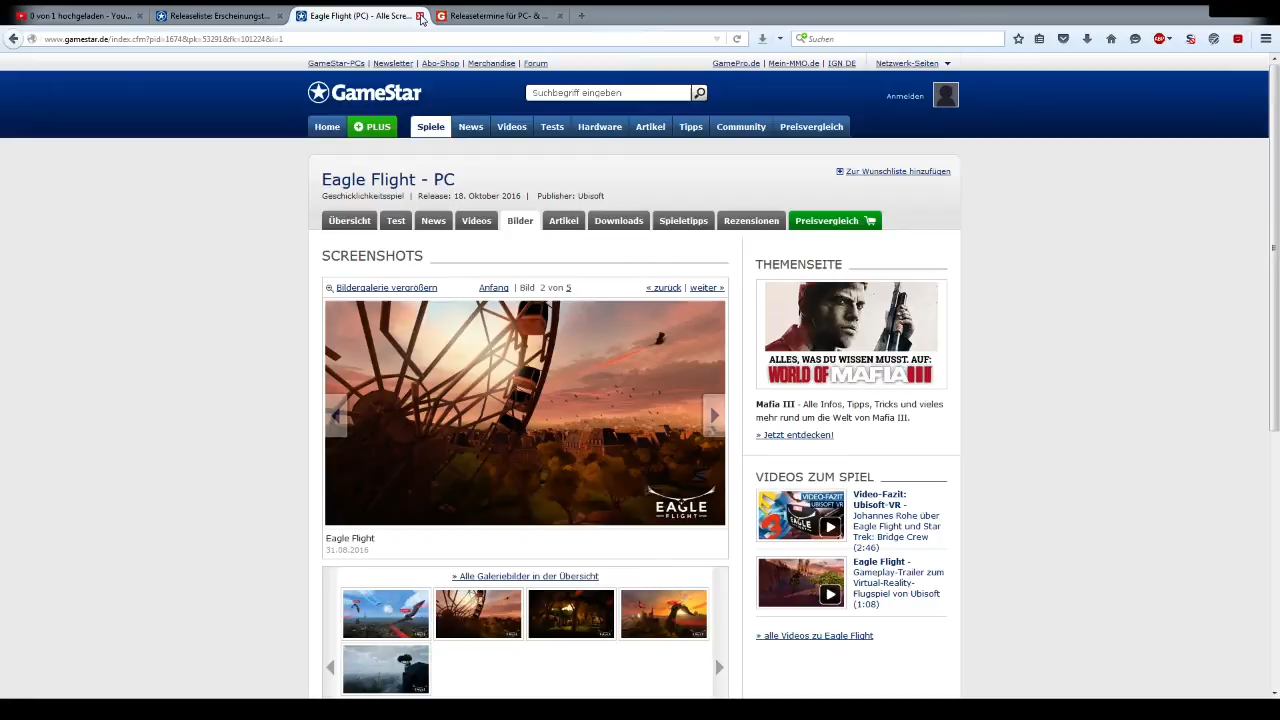 0 von 1 hochgeladen - You...
Releaseliste: Erscheinungst...
Eagle Flight (PC) - Alle Scre...
Releasetermine für PC- & ...
www.gamestar.de/index.cfm?pid=1674&pk=53291&fk=101224&i=1
Suchen
GameStar-PCs | Newsletter | Abo-Shop | Merchandise | Forum
GamePro.de | Mein-MMO.de | IGN DE
Netzwerk-Seiten
GameStar
Suchbegriff eingeben
Anmelden
Home
PLUS
Spiele
News
Videos
Tests
Hardware
Artikel
Tipps
Community
Preisvergleich
Eagle Flight - PC
Zur Wunschliste hinzufügen
Geschicklichkeitsspiel | Release: 18. Oktober 2016 | Publisher: Ubisoft
Übersicht
Test
News
Videos
Bilder
Artikel
Downloads
Spieletipps
Rezensionen
Preisvergleich
SCREENSHOTS
Bildergalerie vergrößern
Anfang | Bild 2 von 5
« zurück | weiter »
EAGLE
FLIGHT
Eagle Flight
31.08.2016
» Alle Galeriebilder in der Übersicht
THEMENSEITE
ALLES, WAS DU WISSEN MUSST. AUF:
WORLD OF MAFIA III
Mafia III - Alle Infos, Tipps, Tricks und vieles
mehr rund um die Welt von Mafia III.
» Jetzt entdecken!
VIDEOS ZUM SPIEL
VIDEO-FAZIT
UBISOFT VR
Video-Fazit:
Ubisoft-VR -
Johannes Rohe über
Eagle Flight und Star
Trek: Bridge Crew
(2:46)
Eagle Flight -
Gameplay-Trailer zum
Virtual-Reality-
Flugspiel von Ubisoft
(1:08)
» alle Videos zu Eagle Flight